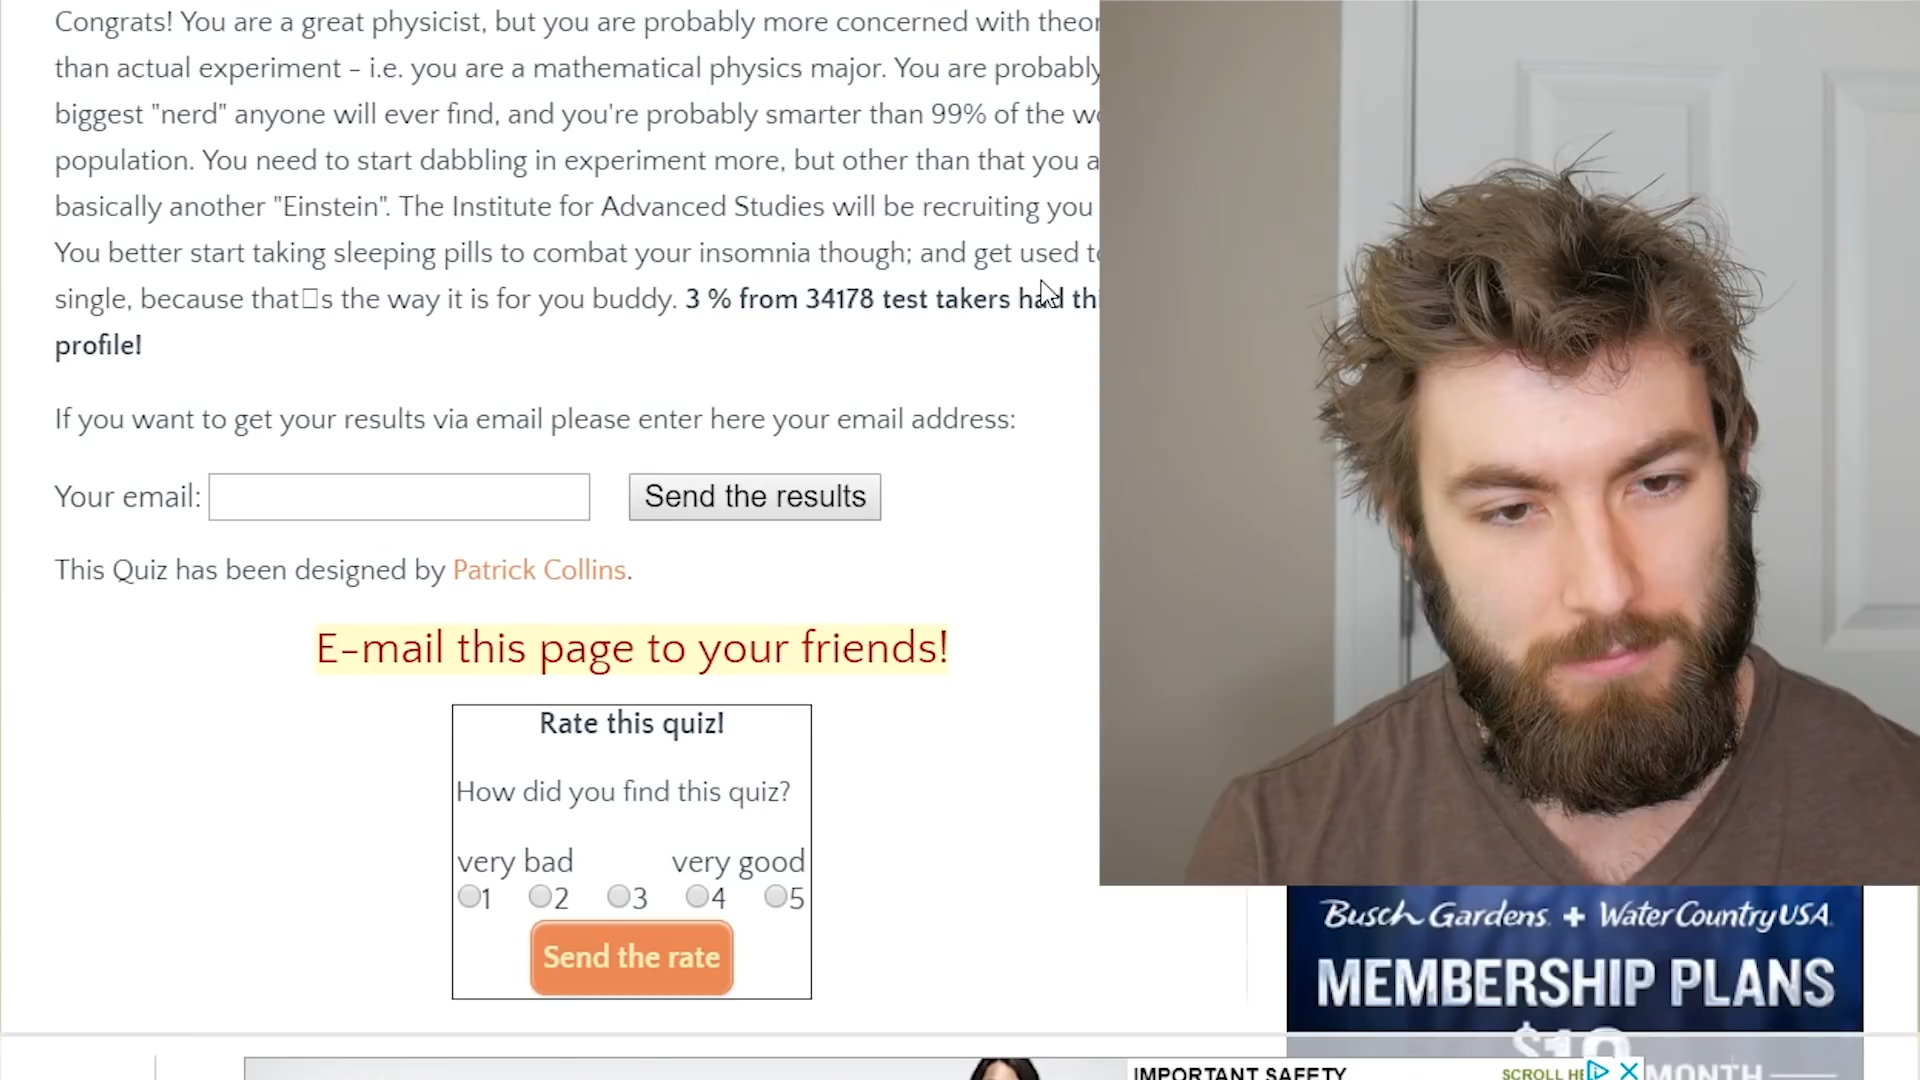 Congrats! You are a great physicist, but you are probably more concerned with
than actual experiment - i.e. you are a mathematical physics major. You are probably
biggest "nerd" anyone will ever find, and you're probably smarter than 99% of the
population. You need to start dabbling in experiment more, but other than that you
basically another "Einstein". The Institute for Advanced Studies will be recruiting you
You better start taking sleeping pills to combat your insomnia though; and get used
single, because that□s the way it is for you buddy. 3 % from 34178 test takers had
profile!
If you want to get your results via email please enter here your email address:
Your email: Send the results
This Quiz has been designed by Patrick Collins.
E-mail this page to your friends!
Rate this quiz!
How did you find this quiz?
very bad very good
1 2 3 4 5
Send the rate
Busch Gardens + Water Country USA
MEMBERSHIP PLANS
MONTH
IMPORTANT SAFETY
SCROLL